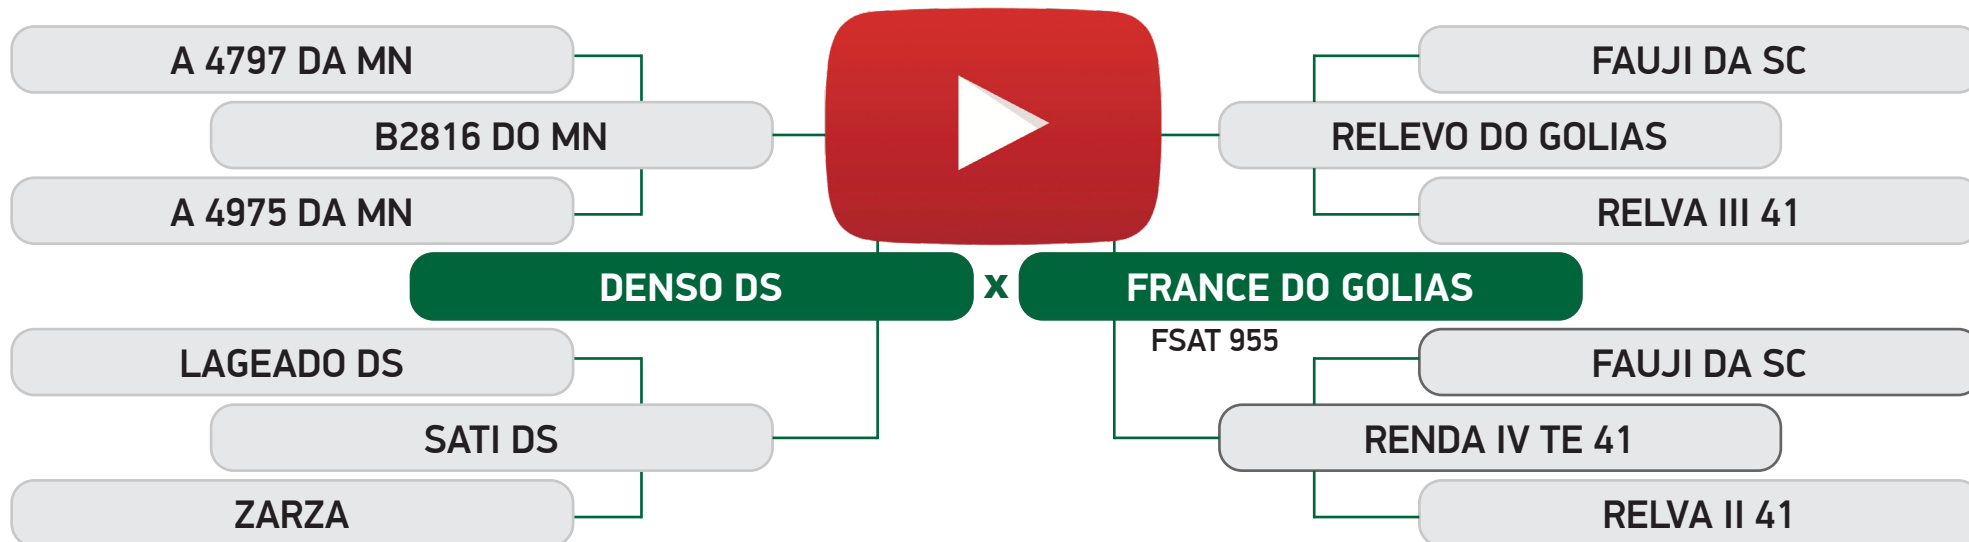 A 4797 DA MN
FAUJI DA SC
B2816 DO MN
RELEVO DO GOLIAS
A 4975 DA MN
RELVA III 41
DENSO DS x FRANCE DO GOLIAS
FSAT 955
LAGEADO DS
FAUJI DA SC
SATI DS
RENDA IV TE 41
ZARZA
RELVA II 41